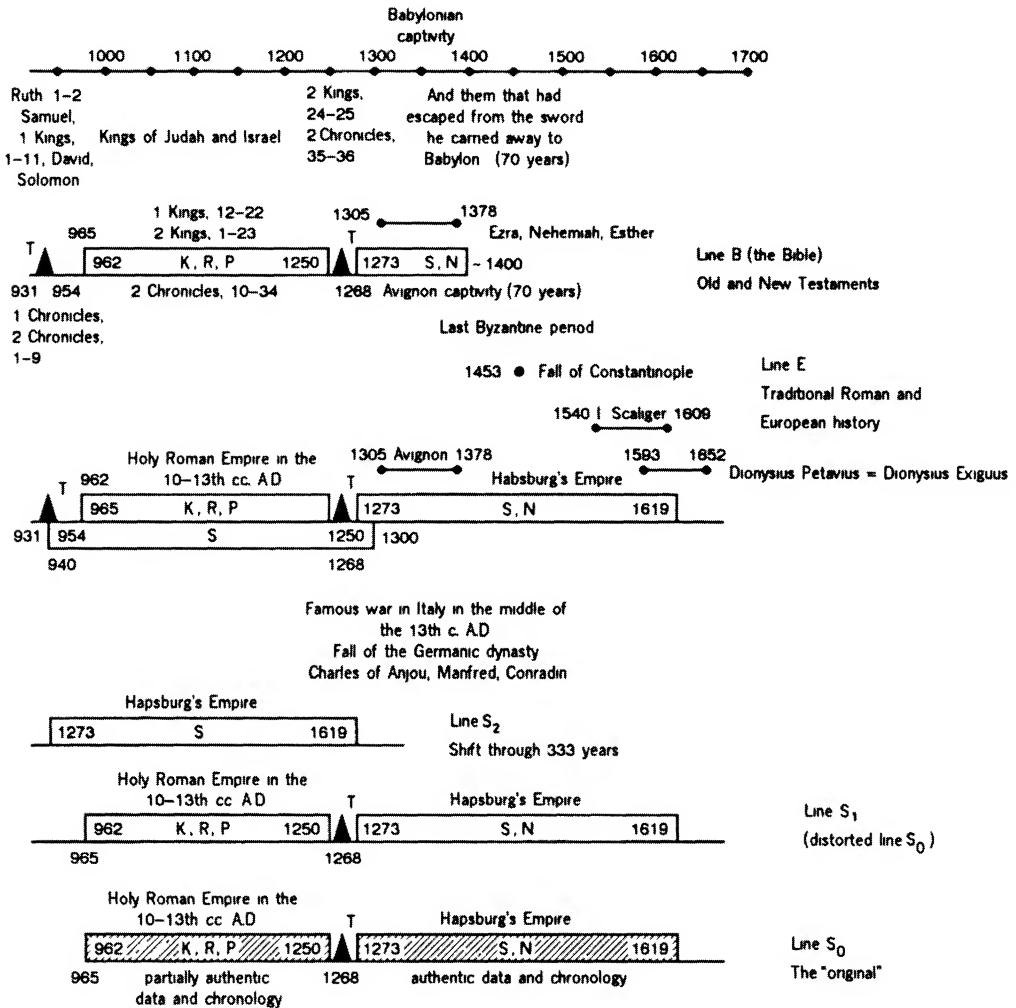 Babylonian
captivity
1000 1100 1200 1300 1400 1500 1600 1700
Ruth 1–2
Samuel,
1 Kings,
1–11, David,
Solomon
Kings of Judah and Israel
2 Kings,
24–25
2 Chronicles,
35–36
And them that had
escaped from the sword
he carried away to
Babylon (70 years)
1 Kings, 12–22
2 Kings, 1–23
T 965 1305 T 1378
Ezra, Nehemiah, Esther
962 K, R, P 1250 1273 S, N ~ 1400
Line B (the Bible)
Old and New Testaments
931 954 2 Chronicles, 10–34 1268 Avignon captivity (70 years)
1 Chronicles,
2 Chronicles,
1–9
Last Byzantine period
1453 Fall of Constantinople
Line E
Traditional Roman and
European history
1540 Scaliger 1609
Holy Roman Empire in the
10–13th cc. AD
T 962 1305 Avignon 1378 T
Habsburg's Empire
1593 1652
Dionysius Petavius = Dionysius Exiguus
965 K, R, P 1273 S, N 1619
931 954 S 1250 1300
940 1268
Famous war in Italy in the middle of
the 13th c. A.D
Fall of the Germanic dynasty
Charles of Anjou, Manfred, Conradin
Hapsburg's Empire
1273 S 1619
Line S₂
Shift through 333 years
Holy Roman Empire in the
10–13th cc AD
T Hapsburg's Empire
962 K, R, P 1250 1273 S, N 1619
965 1268
Line S₁
(distorted line S₀)
Holy Roman Empire in the
10–13th cc A.D
T Hapsburg's Empire
962 K, R, P 1250 1273 S, N 1619
965 partially authentic 1268 authentic data and chronology
data and chronology
Line S₀
The "original"